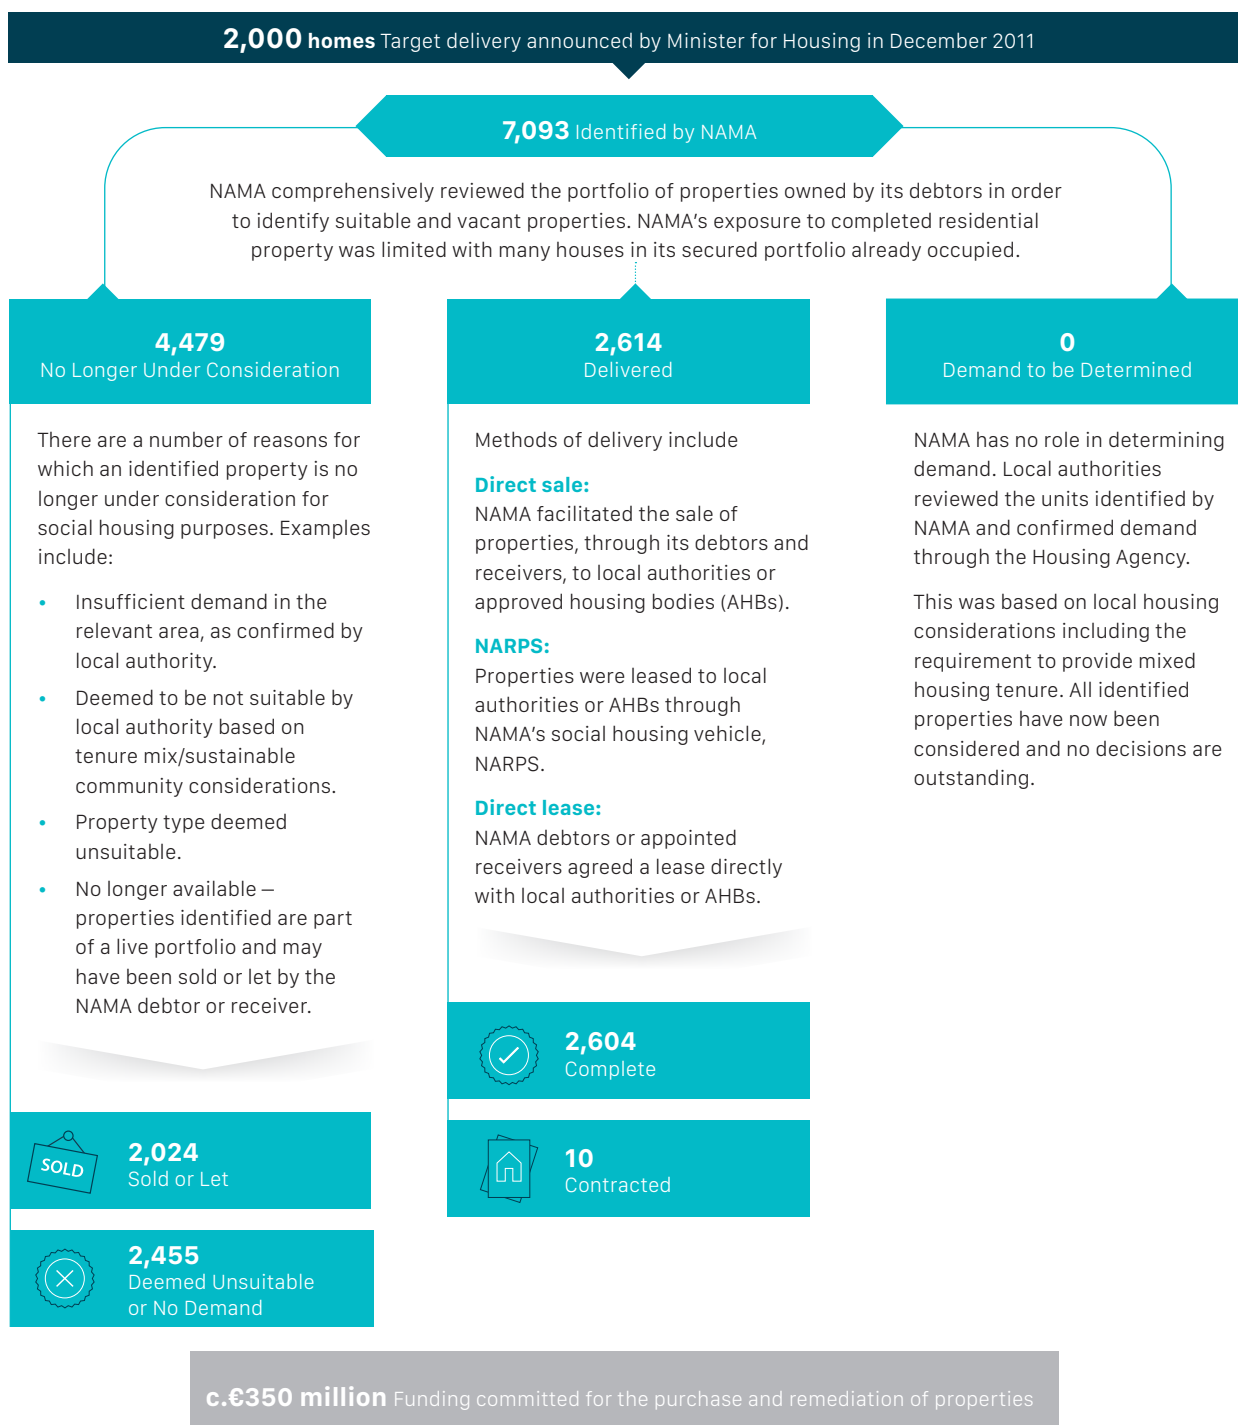 2,000 homes Target delivery announced by Minister for Housing in December 2011
7,093 Identified by NAMA
NAMA comprehensively reviewed the portfolio of properties owned by its debtors in order
to identify suitable and vacant properties. NAMA's exposure to completed residential
property was limited with many houses in its secured portfolio already occupied.
4,479
No Longer Under Consideration
There are a number of reasons for
which an identified property is no
longer under consideration for
social housing purposes. Examples
include:
• Insufficient demand in the
relevant area, as confirmed by
local authority.
• Deemed to be not suitable by
local authority based on
tenure mix/sustainable
community considerations.
• Property type deemed
unsuitable.
• No longer available –
properties identified are part
of a live portfolio and may
have been sold or let by the
NAMA debtor or receiver.
SOLD
2,024
Sold or Let
2,455
Deemed Unsuitable
or No Demand
2,614
Delivered
Methods of delivery include
Direct sale:
NAMA facilitated the sale of
properties, through its debtors and
receivers, to local authorities or
approved housing bodies (AHBs).
NARPS:
Properties were leased to local
authorities or AHBs through
NAMA's social housing vehicle,
NARPS.
Direct lease:
NAMA debtors or appointed
receivers agreed a lease directly
with local authorities or AHBs.
2,604
Complete
10
Contracted
0
Demand to be Determined
NAMA has no role in determining
demand. Local authorities
reviewed the units identified by
NAMA and confirmed demand
through the Housing Agency.
This was based on local housing
considerations including the
requirement to provide mixed
housing tenure. All identified
properties have now been
considered and no decisions are
outstanding.
c.€350 million Funding committed for the purchase and remediation of properties